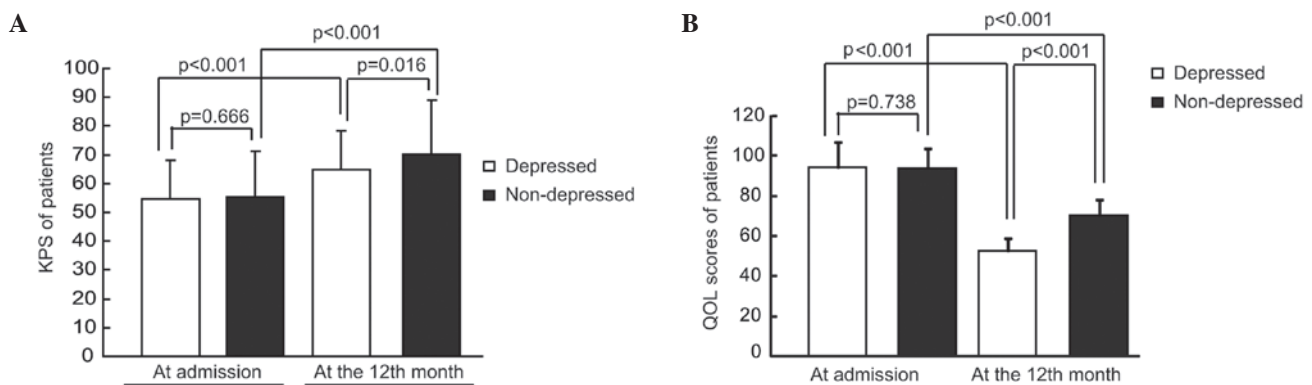 A
p<0.001
p<0.001
p=0.016
p=0.666
100
90
80
70
60
50
40
30
20
10
0
KPS of patients
Depressed
Non-depressed
At admission
At the 12th month
B
p<0.001
p<0.001
p<0.001
p=0.738
120
100
80
60
40
20
0
QOL scores of patients
Depressed
Non-depressed
At admission
At the 12th month